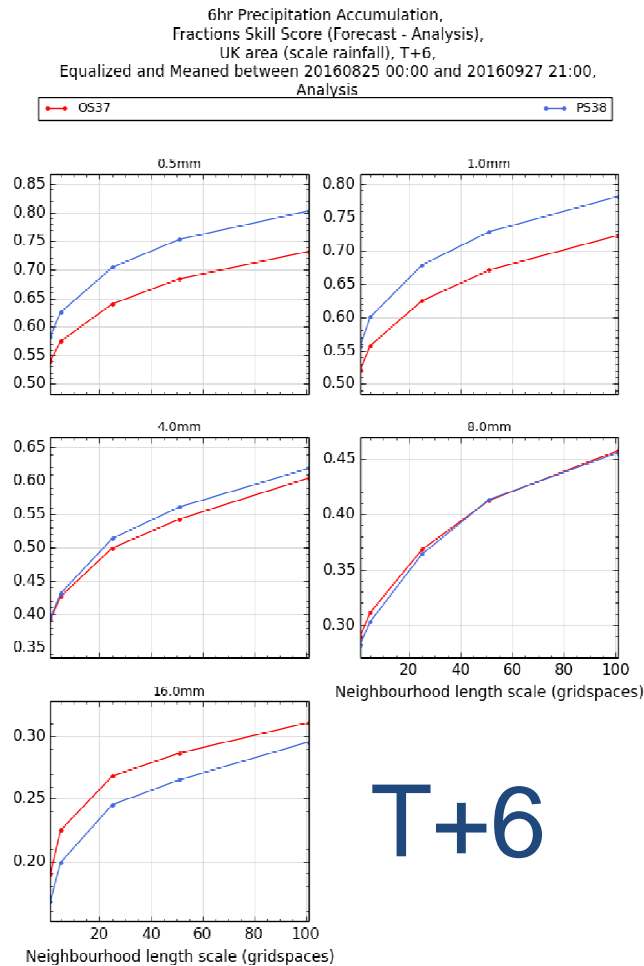 6hr Precipitation Accumulation,
Fractions Skill Score (Forecast - Analysis),
UK area (scale rainfall), T+6,
Equalized and Meaned between 20160825 00:00 and 20160927 21:00,
Analysis
OS37 PS38
0.5mm
0.85
0.80
0.75
0.70
0.65
0.60
0.55
0.50
1.0mm
0.80
0.75
0.70
0.65
0.60
0.55
0.50
4.0mm
0.65
0.60
0.55
0.50
0.45
0.40
0.35
8.0mm
0.45
0.40
0.35
0.30
20 40 60 80 100
Neighbourhood length scale (gridspaces)
16.0mm
0.30
0.25
0.20
20 40 60 80 100
Neighbourhood length scale (gridspaces)
T+6